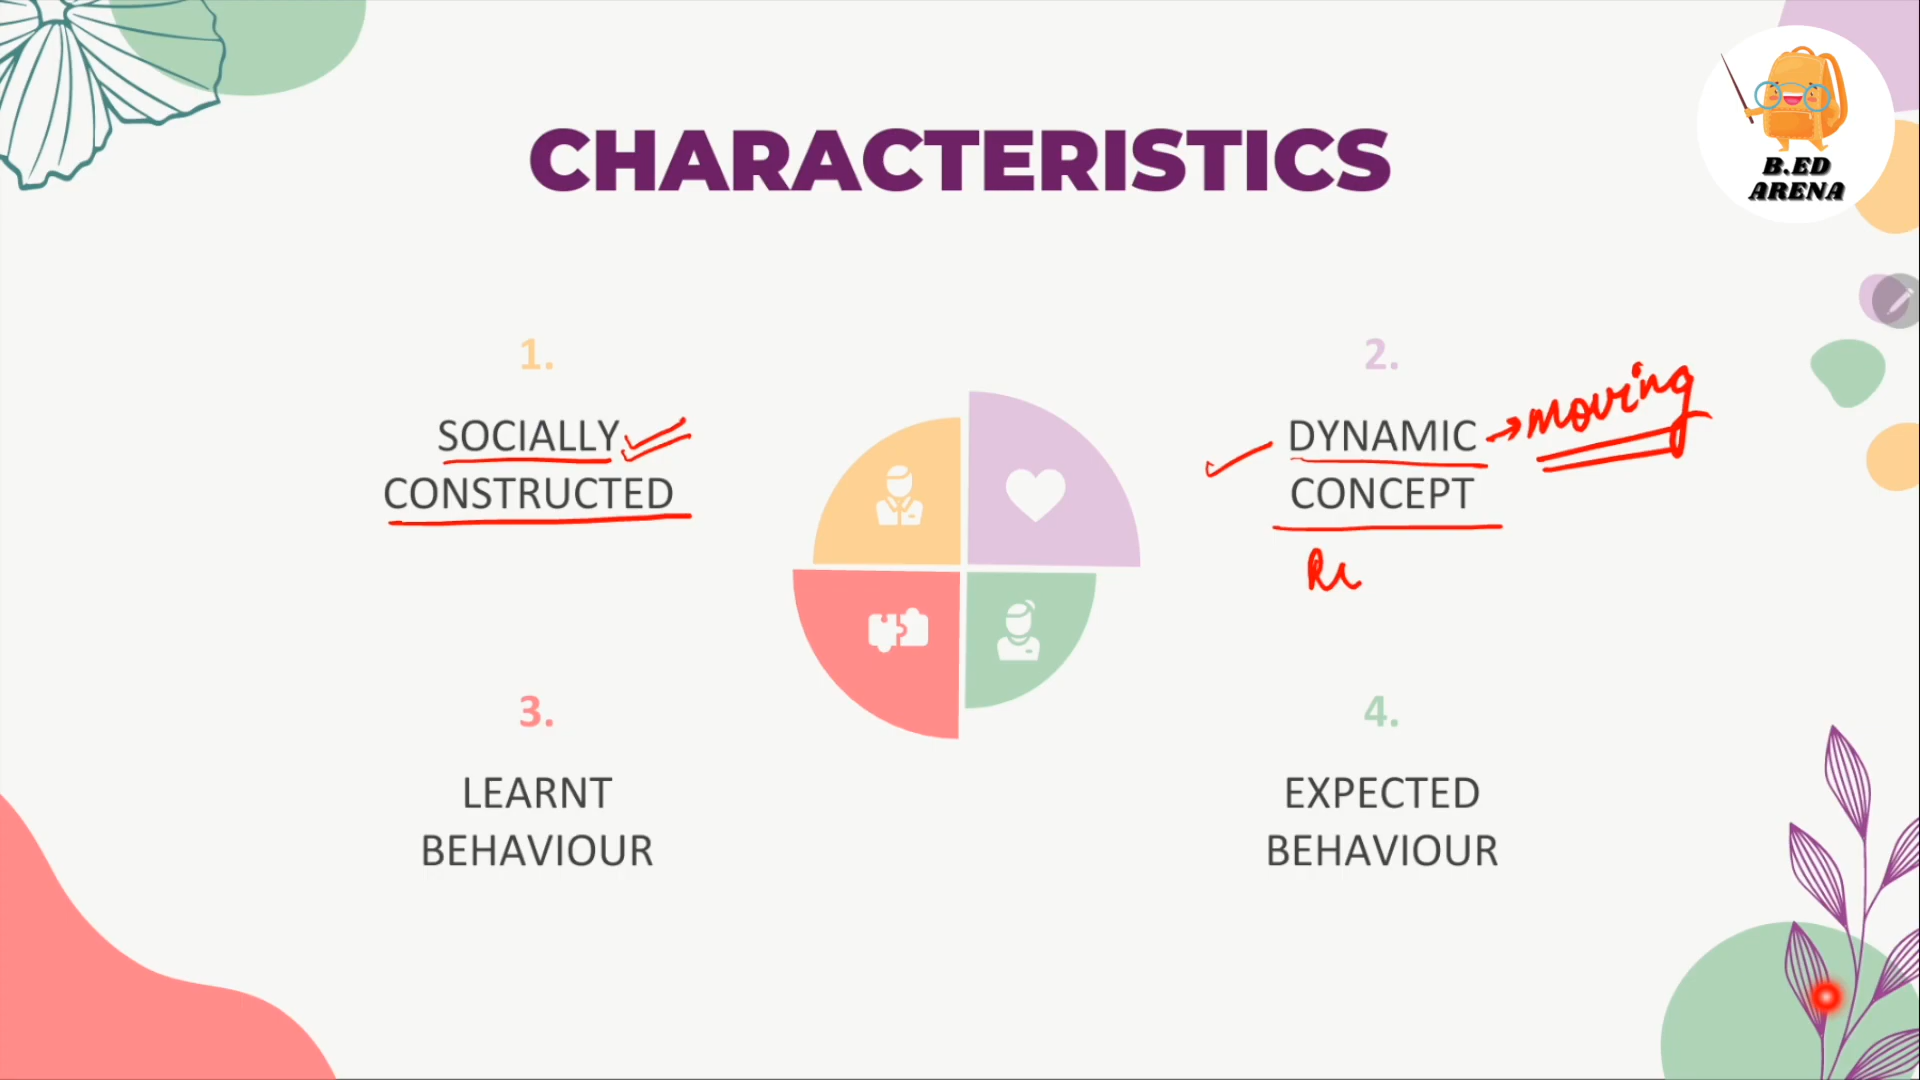 CHARACTERISTICS
B.ED
ARENA
1.
SOCIALLY
CONSTRUCTED
2.
DYNAMIC → moving
CONCEPT
3.
LEARNT
BEHAVIOUR
4.
EXPECTED
BEHAVIOUR